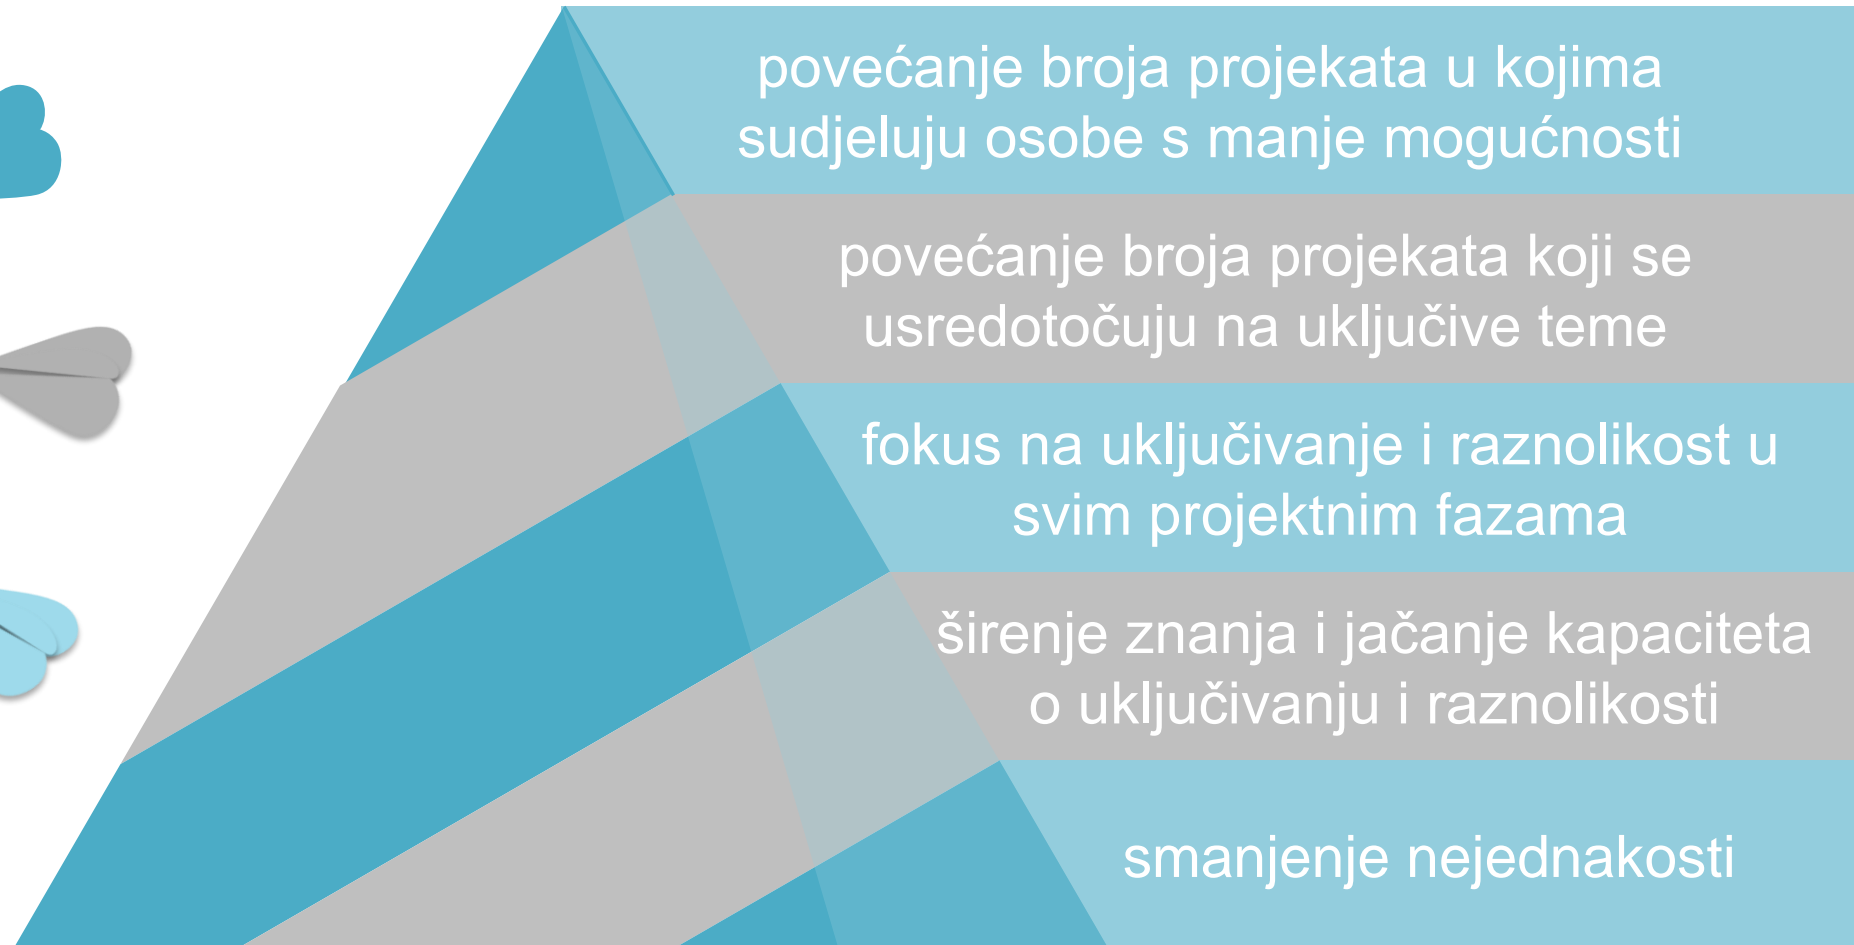 povećanje broja projekata u kojima
sudjeluju osobe s manje mogućnosti
povećanje broja projekata koji se
usredotočuju na uključive teme
fokus na uključivanje i raznolikost u
svim projektnim fazama
širenje znanja i jačanje kapaciteta
o uključivanju i raznolikosti
smanjenje nejednakosti